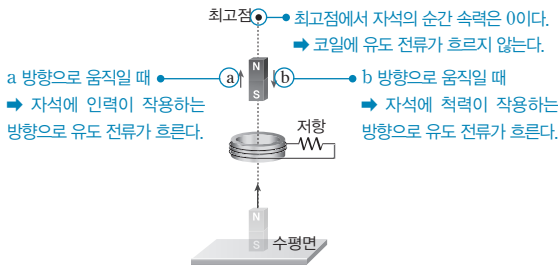 최고점
최고점에서 자석의 순간 속력은 0이다.
➡ 코일에 유도 전류가 흐르지 않는다.
a 방향으로 움직일 때
➡ 자석에 인력이 작용하는
방향으로 유도 전류가 흐른다.
N
S
a
b
b 방향으로 움직일 때
➡ 자석에 척력이 작용하는
방향으로 유도 전류가 흐른다.
저항
N
S
수평면